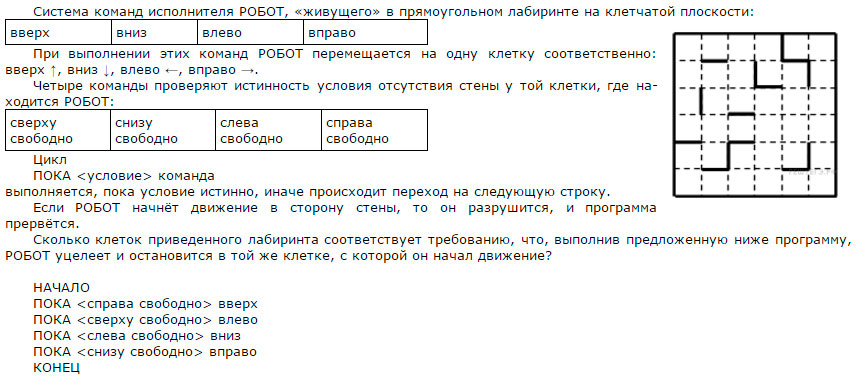 Система команд исполнителя РОБОТ, «живущего» в прямоугольном лабиринте на клетчатой плоскости:
вверх вниз влево вправо
При выполнении этих команд РОБОТ перемещается на одну клетку соответственно:
вверх ↑, вниз ↓, влево ←, вправо →.
Четыре команды проверяют истинность условия отсутствия стены у той клетки, где на-
ходится РОБОТ:
сверху снизу слева справа
свободно свободно свободно свободно
Цикл
ПОКА <условие> команда
выполняется, пока условие истинно, иначе происходит переход на следующую строку.
Если РОБОТ начнёт движение в сторону стены, то он разрушится, и программа
прервётся.
Сколько клеток приведенного лабиринта соответствует требованию, что, выполнив предложенную ниже программу,
РОБОТ уцелеет и остановится в той же клетке, с которой он начал движение?
НАЧАЛО
ПОКА <справа свободно> вверх
ПОКА <сверху свободно> влево
ПОКА <слева свободно> вниз
ПОКА <снизу свободно> вправо
КОНЕЦ